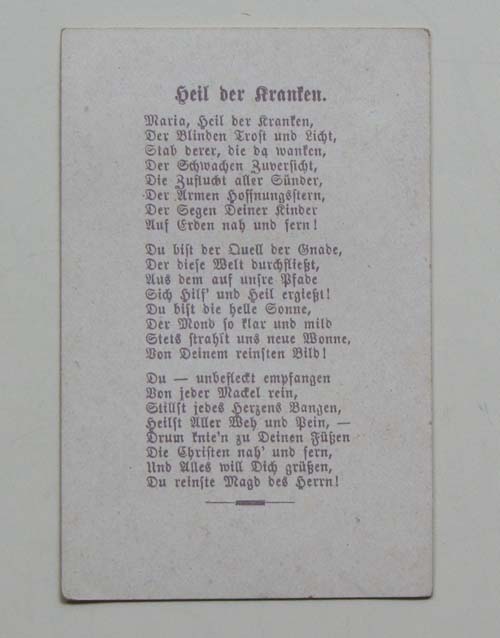 Heil der Kranken.
Maria, Heil der Kranken,
Der Blinden Trost und Licht,
Stab derer, die da wanken,
Der Schwachen Zuversicht,
Die Zuflucht aller Sünder,
Der Armen Hoffnungsstern,
Der Segen Deiner Kinder
Auf Erden nah und fern!
Du bist der Quell der Gnade,
Der diese Welt durchfließt,
Aus dem auf unsre Pfade
Sich Hilf' und Heil ergießt!
Du bist die helle Sonne,
Der Mond so klar und mild
Stets strahlt uns neue Wonne,
Von Deinem reinsten Bild!
Du — unbefleckt empfangen
Von jeder Mackel rein,
Stillst jedes Herzens Bangen,
Heilst Aller Weh und Pein, —
Drum knie'n zu Deinen Füßen
Die Christen nah' und fern,
Und Alles will Dich grüßen,
Du reinste Magd des Herrn!